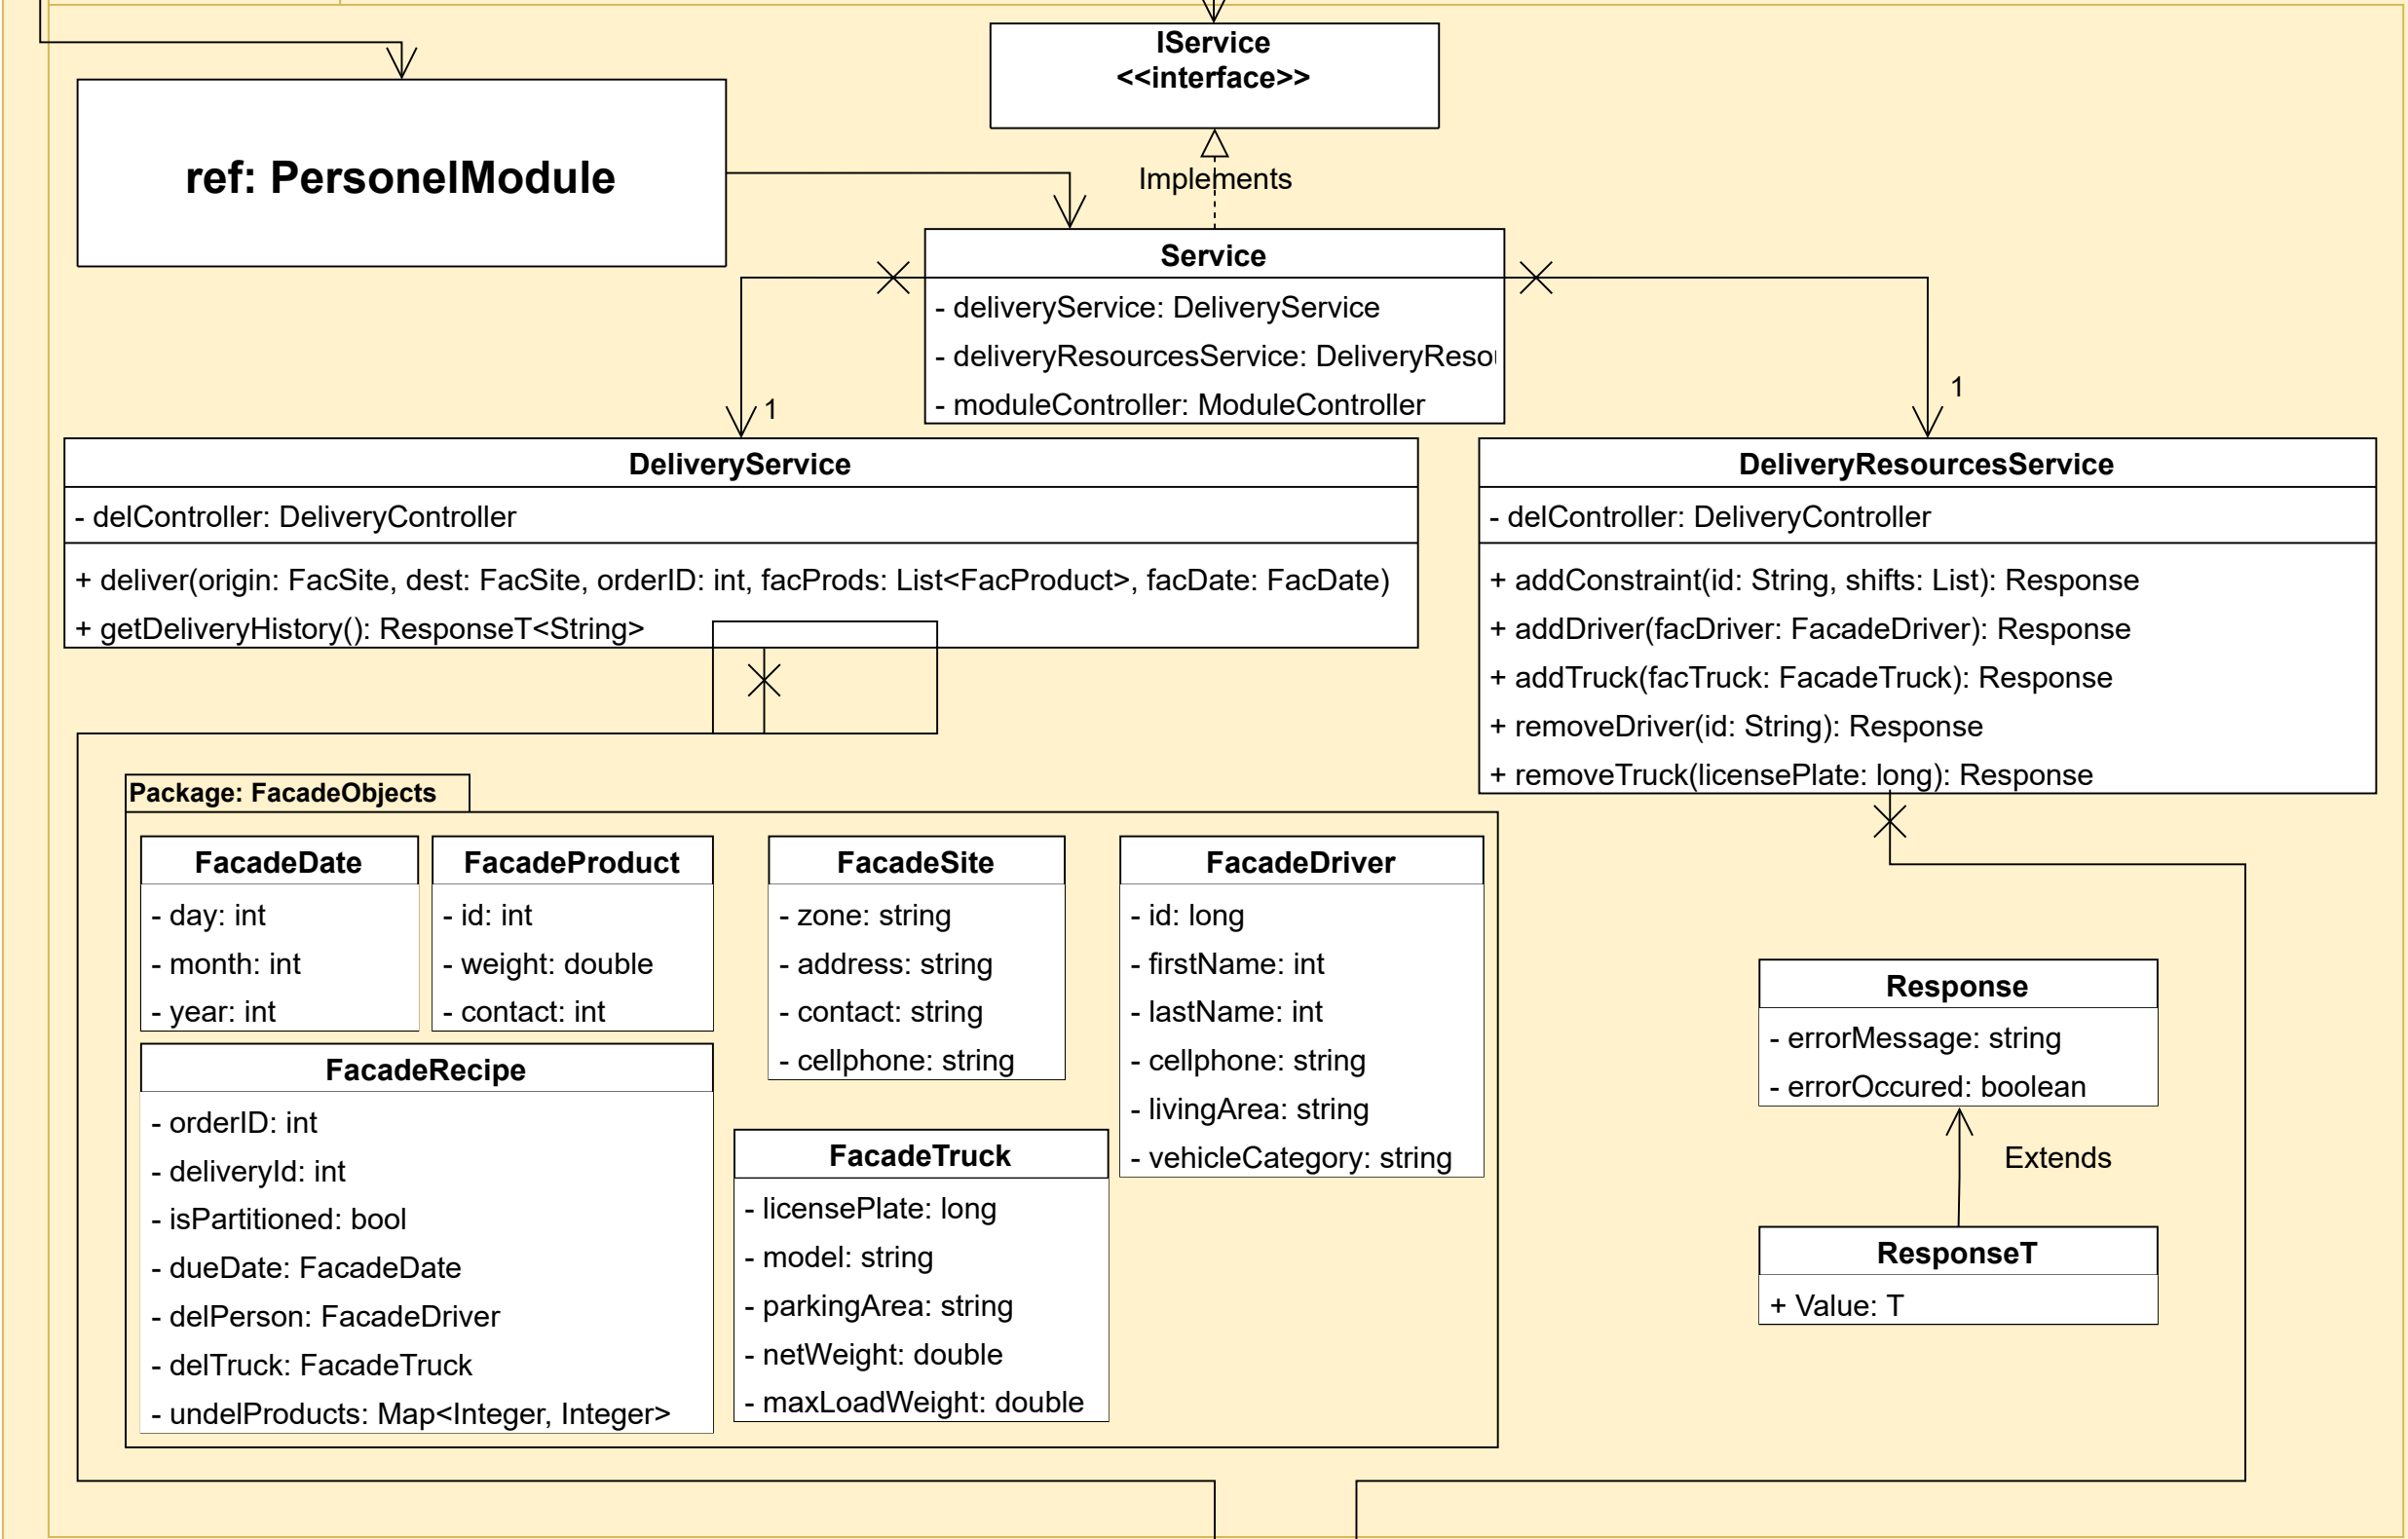 IService
<<interface>>
ref: PersonelModule
Implements
Service
- deliveryService: DeliveryService
- deliveryResourcesService: DeliveryResou
- moduleController: ModuleController
1
1
DeliveryService
- delController: DeliveryController
+ deliver(origin: FacSite, dest: FacSite, orderID: int, facProds: List<FacProduct>, facDate: FacDate)
+ getDeliveryHistory(): ResponseT<String>
DeliveryResourcesService
- delController: DeliveryController
+ addConstraint(id: String, shifts: List): Response
+ addDriver(facDriver: FacadeDriver): Response
+ addTruck(facTruck: FacadeTruck): Response
+ removeDriver(id: String): Response
+ removeTruck(licensePlate: long): Response
Package: FacadeObjects
FacadeDate
- day: int
- month: int
- year: int
FacadeProduct
- id: int
- weight: double
- contact: int
FacadeSite
- zone: string
- address: string
- contact: string
- cellphone: string
FacadeDriver
- id: long
- firstName: int
- lastName: int
- cellphone: string
- livingArea: string
- vehicleCategory: string
FacadeRecipe
- orderID: int
- deliveryId: int
- isPartitioned: bool
- dueDate: FacadeDate
- delPerson: FacadeDriver
- delTruck: FacadeTruck
- undelProducts: Map<Integer, Integer>
FacadeTruck
- licensePlate: long
- model: string
- parkingArea: string
- netWeight: double
- maxLoadWeight: double
Response
- errorMessage: string
- errorOccured: boolean
Extends
ResponseT
+ Value: T